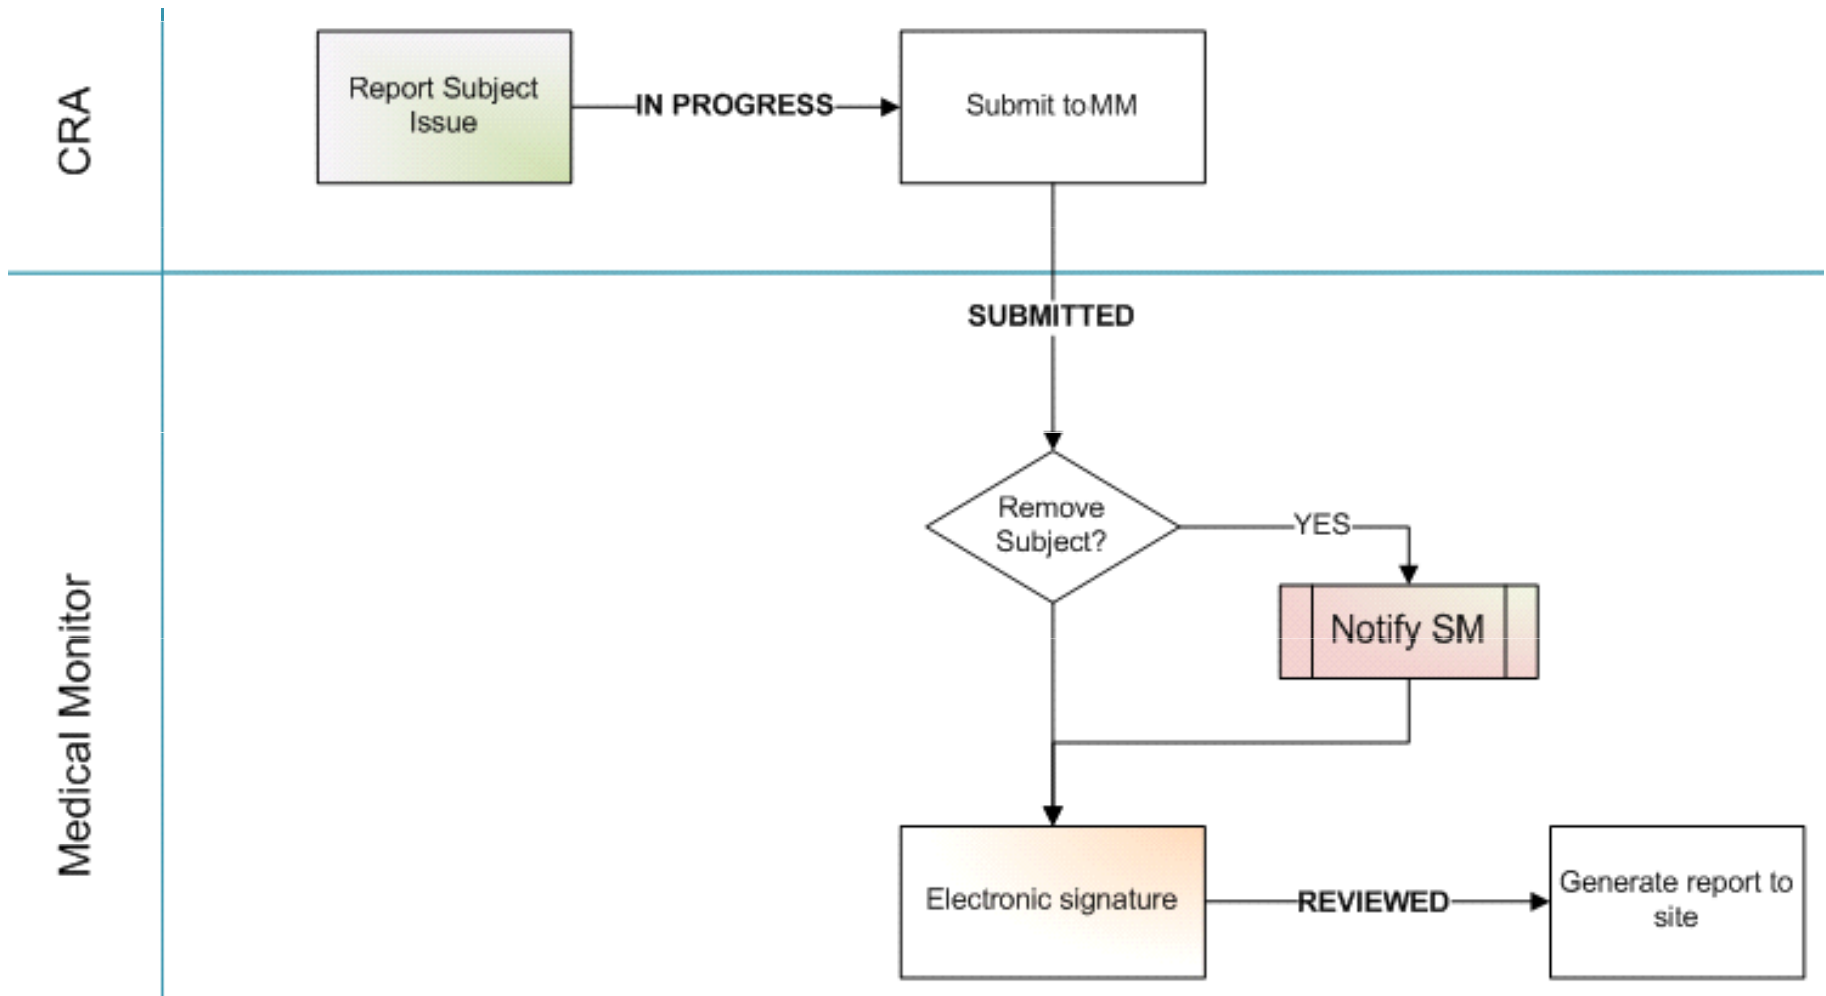 CRA
Report Subject
Issue
IN PROGRESS
Submit to MM
SUBMITTED
Medical Monitor
Remove
Subject?
YES
Notify SM
Electronic signature
REVIEWED
Generate report to
site